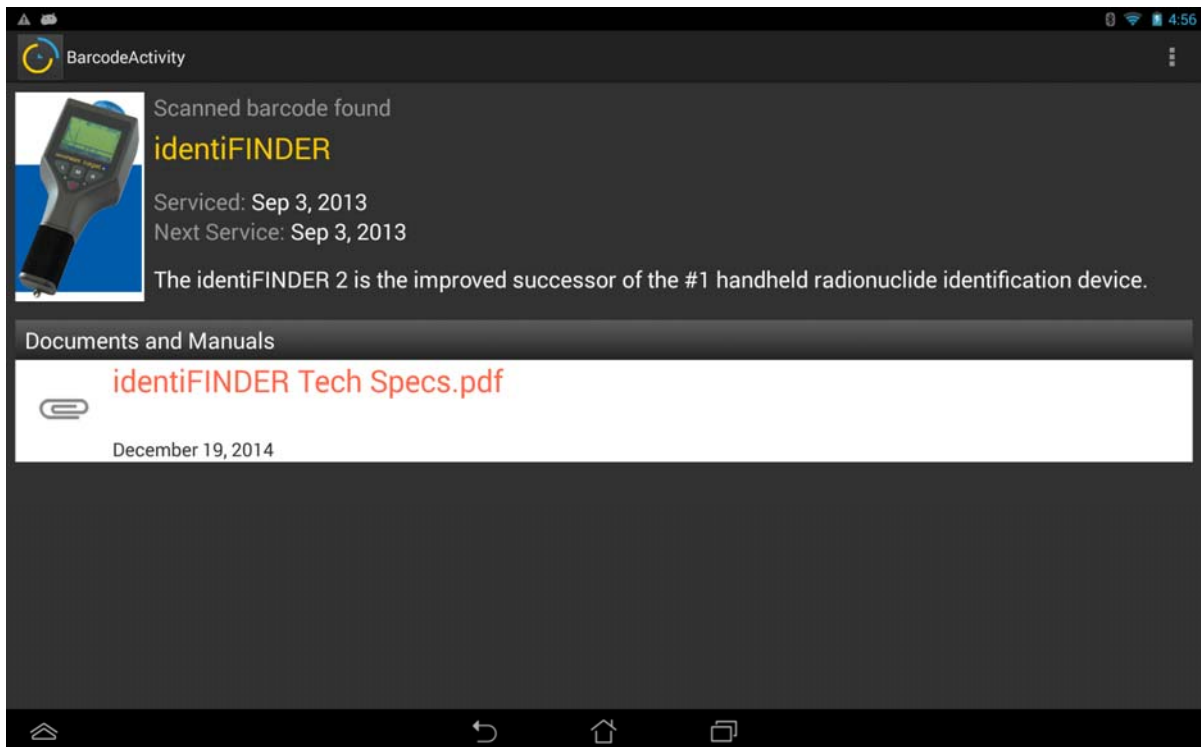 4:56
BarcodeActivity
Scanned barcode found
identiFINDER
Serviced: Sep 3, 2013
Next Service: Sep 3, 2013
The identiFINDER 2 is the improved successor of the #1 handheld radionuclide identification device.
Documents and Manuals
identiFINDER Tech Specs.pdf
December 19, 2014